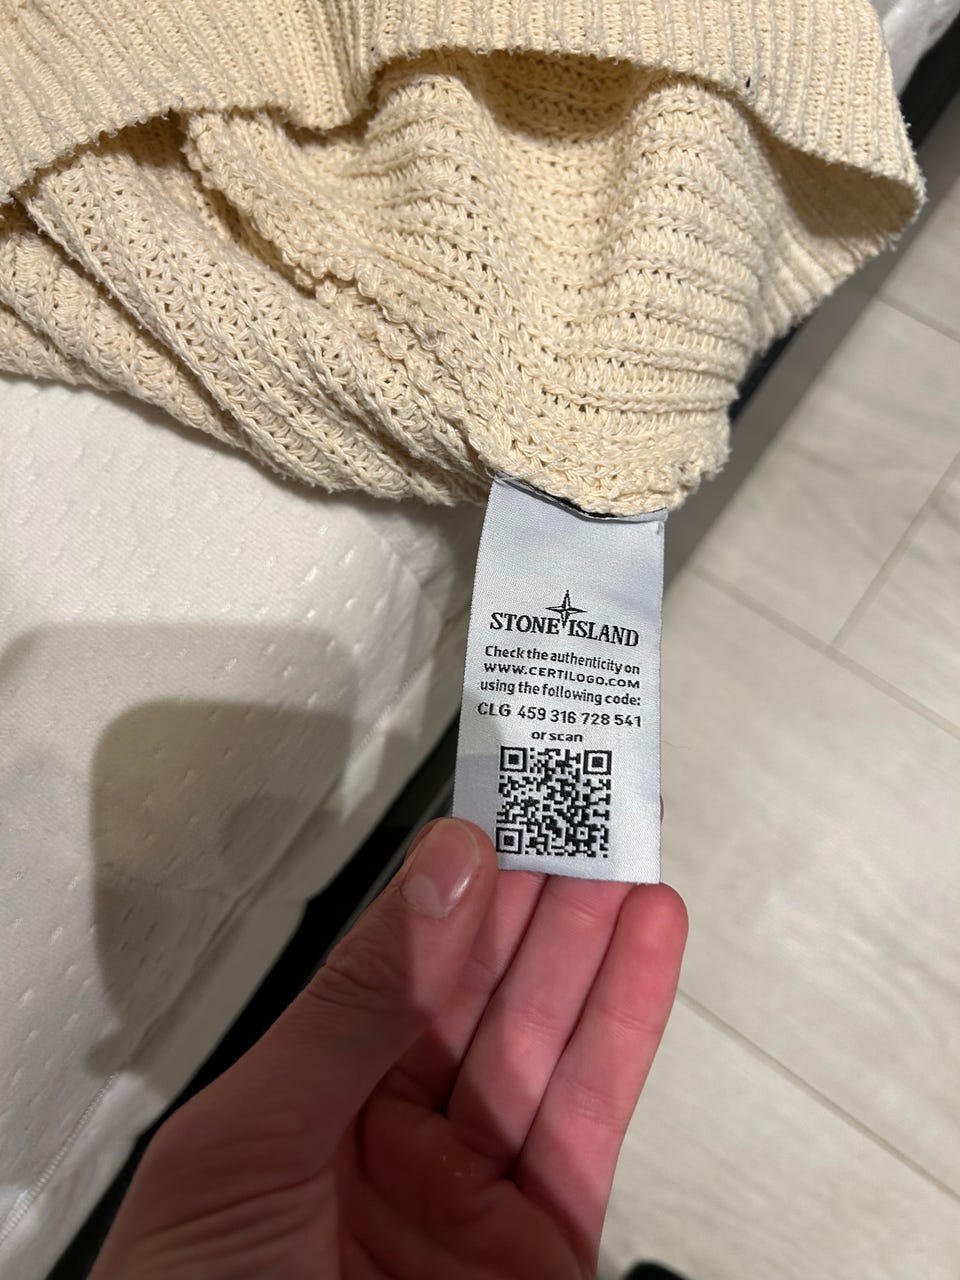 STONE ISLAND
Check the authenticity on
WWW.CERTILOGO.COM
using the following code:
CLG 459 316 728 541
or scan